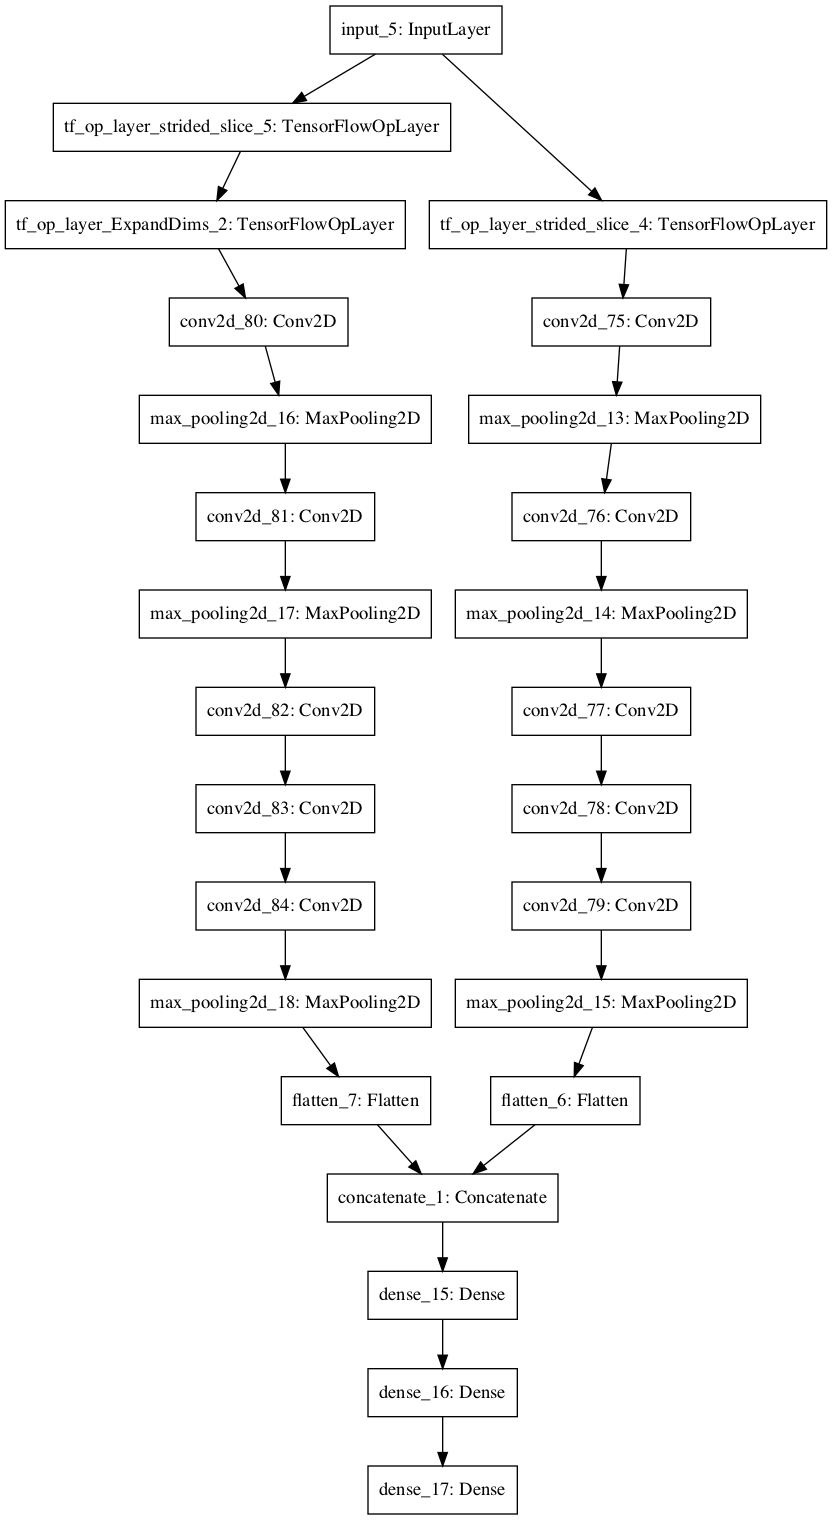 input_5: InputLayer
tf_op_layer_strided_slice_5: TensorFlowOpLayer
tf_op_layer_ExpandDims_2: TensorFlowOpLayer
tf_op_layer_strided_slice_4: TensorFlowOpLayer
conv2d_80: Conv2D
conv2d_75: Conv2D
max_pooling2d_16: MaxPooling2D
max_pooling2d_13: MaxPooling2D
conv2d_81: Conv2D
conv2d_76: Conv2D
max_pooling2d_17: MaxPooling2D
max_pooling2d_14: MaxPooling2D
conv2d_82: Conv2D
conv2d_77: Conv2D
conv2d_83: Conv2D
conv2d_78: Conv2D
conv2d_84: Conv2D
conv2d_79: Conv2D
max_pooling2d_18: MaxPooling2D
max_pooling2d_15: MaxPooling2D
flatten_7: Flatten
flatten_6: Flatten
concatenate_1: Concatenate
dense_15: Dense
dense_16: Dense
dense_17: Dense